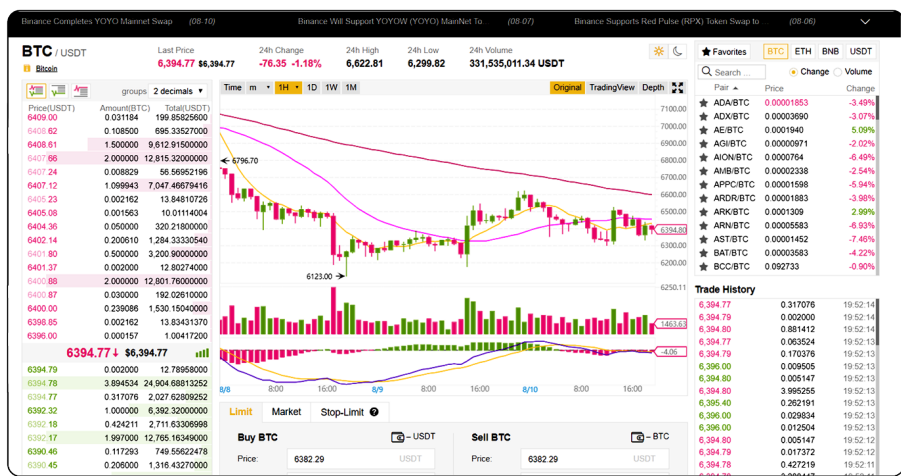 Binance Completes YOYO Mainnet Swap (08-10) Binance Will Support YOYOW (YOYO) MainNet To (08-07) Binance Supports Red Pulse (RPX) Token Swap to ... (08-06)
BTC / USDT
Bitcoin
Last Price
6,394.77 $6,394.77
24h Change
-76.35 -1.18%
24h High
6,622.81
24h Low
6,299.82
24h Volume
331,535,011.34 USDT
groups 2 decimals
Price(USDT) Amount(BTC) Total(USDT)
6409.00 0.031184 199.85825600
6408.62 0.108500 695.33527000
6408.61 1.500000 9,612.91500000
6407.66 2.000000 12,815.32000000
6407.24 0.008829 56.56952196
6407.12 1.099943 7,047.46679416
6405.23 0.002162 13.84810726
6405.08 0.001563 10.01114004
6404.36 0.050000 320.21800000
6402.14 0.200610 1,284.33330540
6401.80 0.500000 3,200.90000000
6401.37 0.002000 12.80274000
6400.88 2.000000 12,801.76000000
6400.87 0.030000 192.02610000
6400.00 0.239086 1,530.15040000
6398.85 0.002162 13.83431370
6396.00 0.000157 1.00417200
6394.77↓ $6,394.77
6394.79 0.002000 12.78958000
6394.78 3.894534 24,904.68813252
6394.77 0.317076 2,027.62809252
6392.32 1.000000 6,392.32000000
6392.18 0.424211 2,711.63306998
6392.17 1.997000 12,765.16349000
6390.46 0.117293 749.55622478
6390.45 0.206000 1,316.43270000
Time m 1H 1D 1W 1M Original TradingView Depth
7100.00
7000.00
6900.00
6800.00
6700.00
6600.00
6500.00
6394.80
6300.00
6200.00
6796.70
6123.00
6250.11
1463.63
-4.06
8/8 8:00 16:00 8/9 8:00 16:00 8/10 8:00 16:00
Limit Market Stop-Limit ?
Buy BTC – USDT
Price: 6382.29 USDT
Sell BTC – BTC
Price: 6382.29 USDT
Favorites BTC ETH BNB USDT
Search ... Change Volume
Pair Price Change
ADA/BTC 0.00001853 -3.49%
ADX/BTC 0.00003690 -3.07%
AE/BTC 0.0001940 5.09%
AGI/BTC 0.00000971 -2.02%
AION/BTC 0.0000764 -6.49%
AMB/BTC 0.00002338 -2.54%
APPC/BTC 0.00001598 -5.94%
ARDR/BTC 0.00001883 -3.98%
ARK/BTC 0.0001309 2.99%
ARN/BTC 0.00005583 -6.93%
AST/BTC 0.00001452 -7.46%
BAT/BTC 0.00003583 -4.22%
BCC/BTC 0.092733 -0.90%
Trade History
6,394.77 0.317076 19:52:14
6,394.79 0.002000 19:52:14
6,394.80 0.881412 19:52:14
6,394.77 0.063524 19:52:13
6,394.79 0.170376 19:52:13
6,396.00 0.009505 19:52:13
6,394.80 0.005147 19:52:13
6,394.80 3.995255 19:52:13
6,395.40 0.262191 19:52:13
6,396.00 0.029834 19:52:13
6,396.00 0.012504 19:52:13
6,394.80 0.005147 19:52:12
6,394.79 0.017372 19:52:12
6,394.78 0.427219 19:52:11